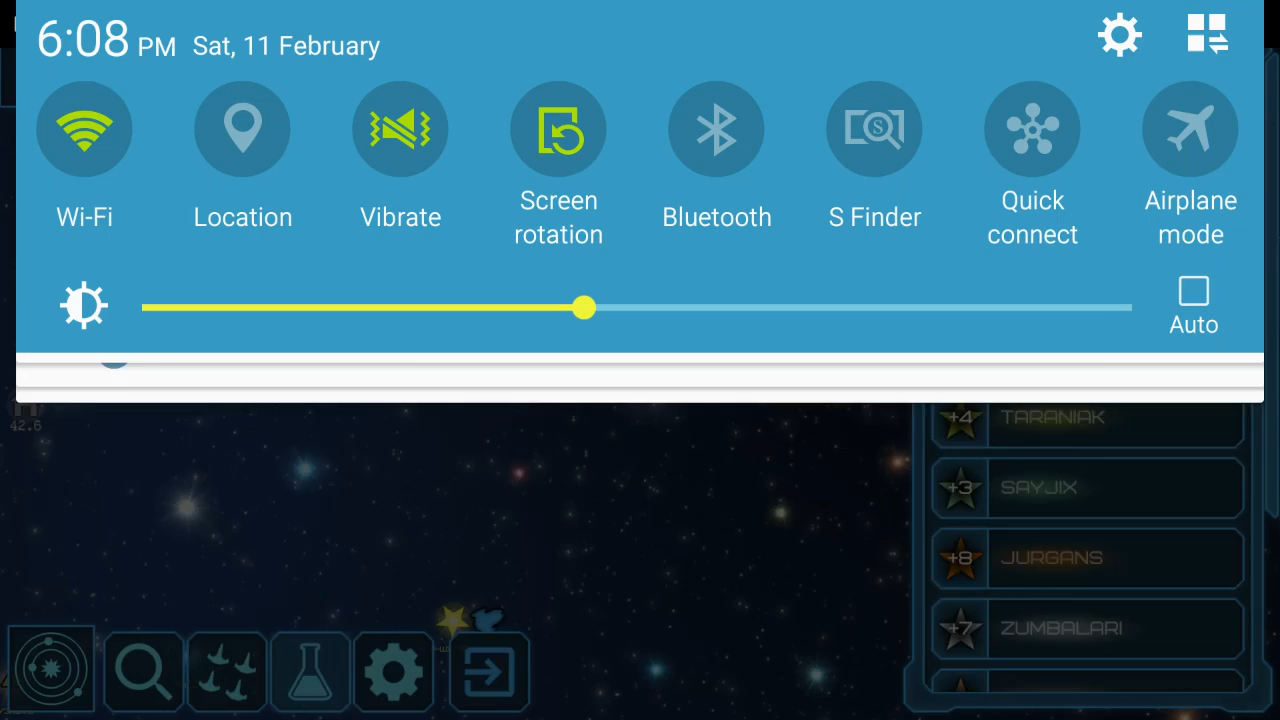 6:08 PM Sat, 11 February
Wi-Fi
Location
Vibrate
Screen
rotation
Bluetooth
S Finder
Quick
connect
Airplane
mode
Auto
42.6
+4 TARANIAK
+3 SAYJIX
+8 JURGANS
+7 ZUMBALARI